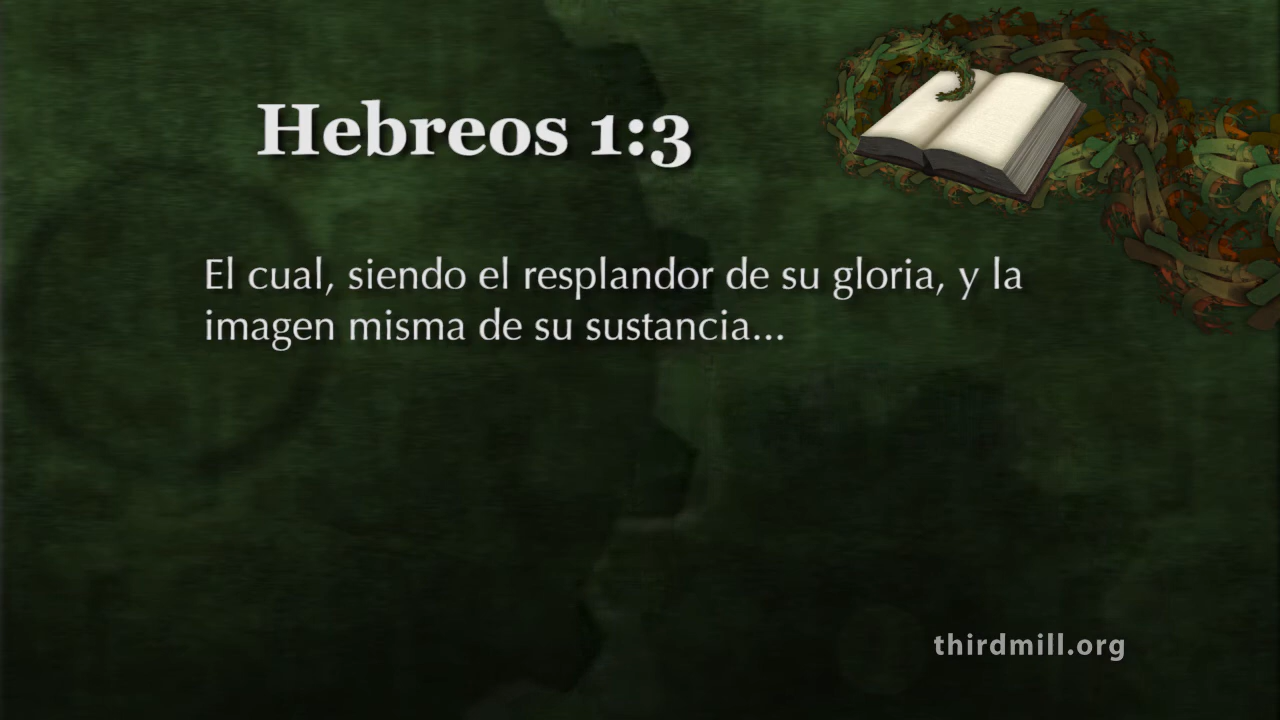 Hebreos 1:3
El cual, siendo el resplandor de su gloria, y la
imagen misma de su sustancia...
thirdmill.org